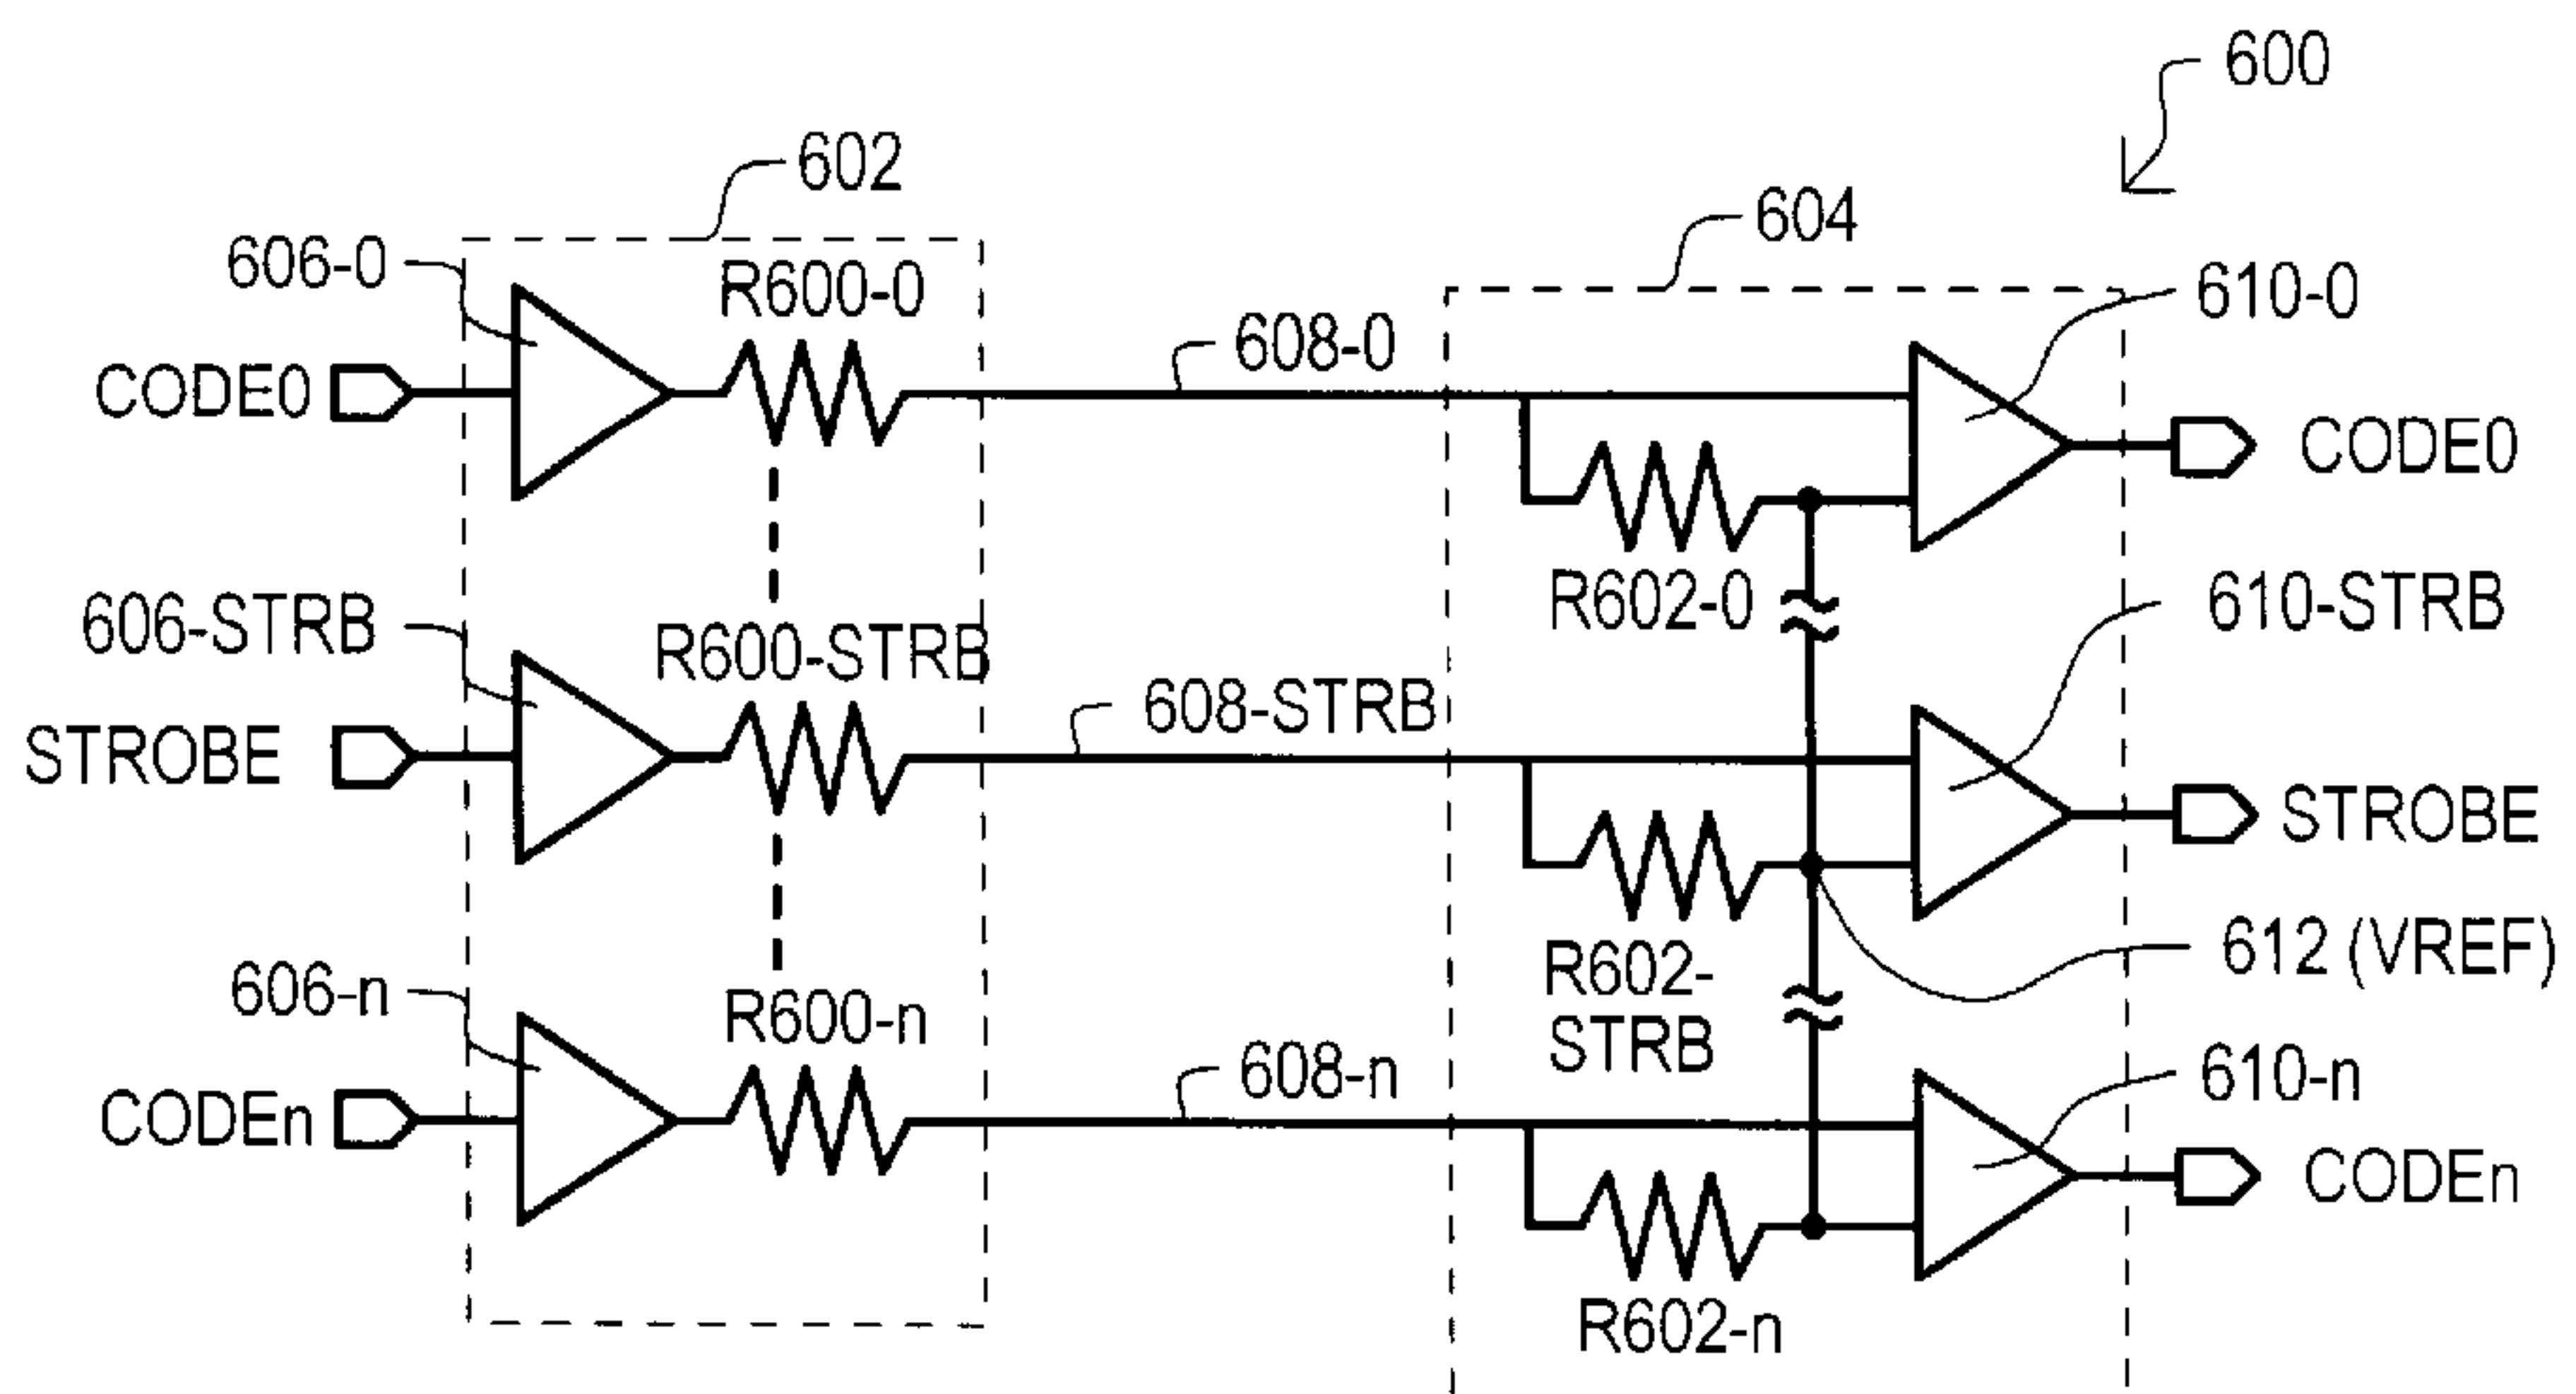 600
602
604
606-0
R600-0
608-0
610-0
CODE0
CODE0
R602-0
606-STRB
R600-STRB
608-STRB
610-STRB
STROBE
STROBE
R602-
STRB
612 (VREF)
606-n
R600-n
608-n
610-n
CODEn
CODEn
R602-n